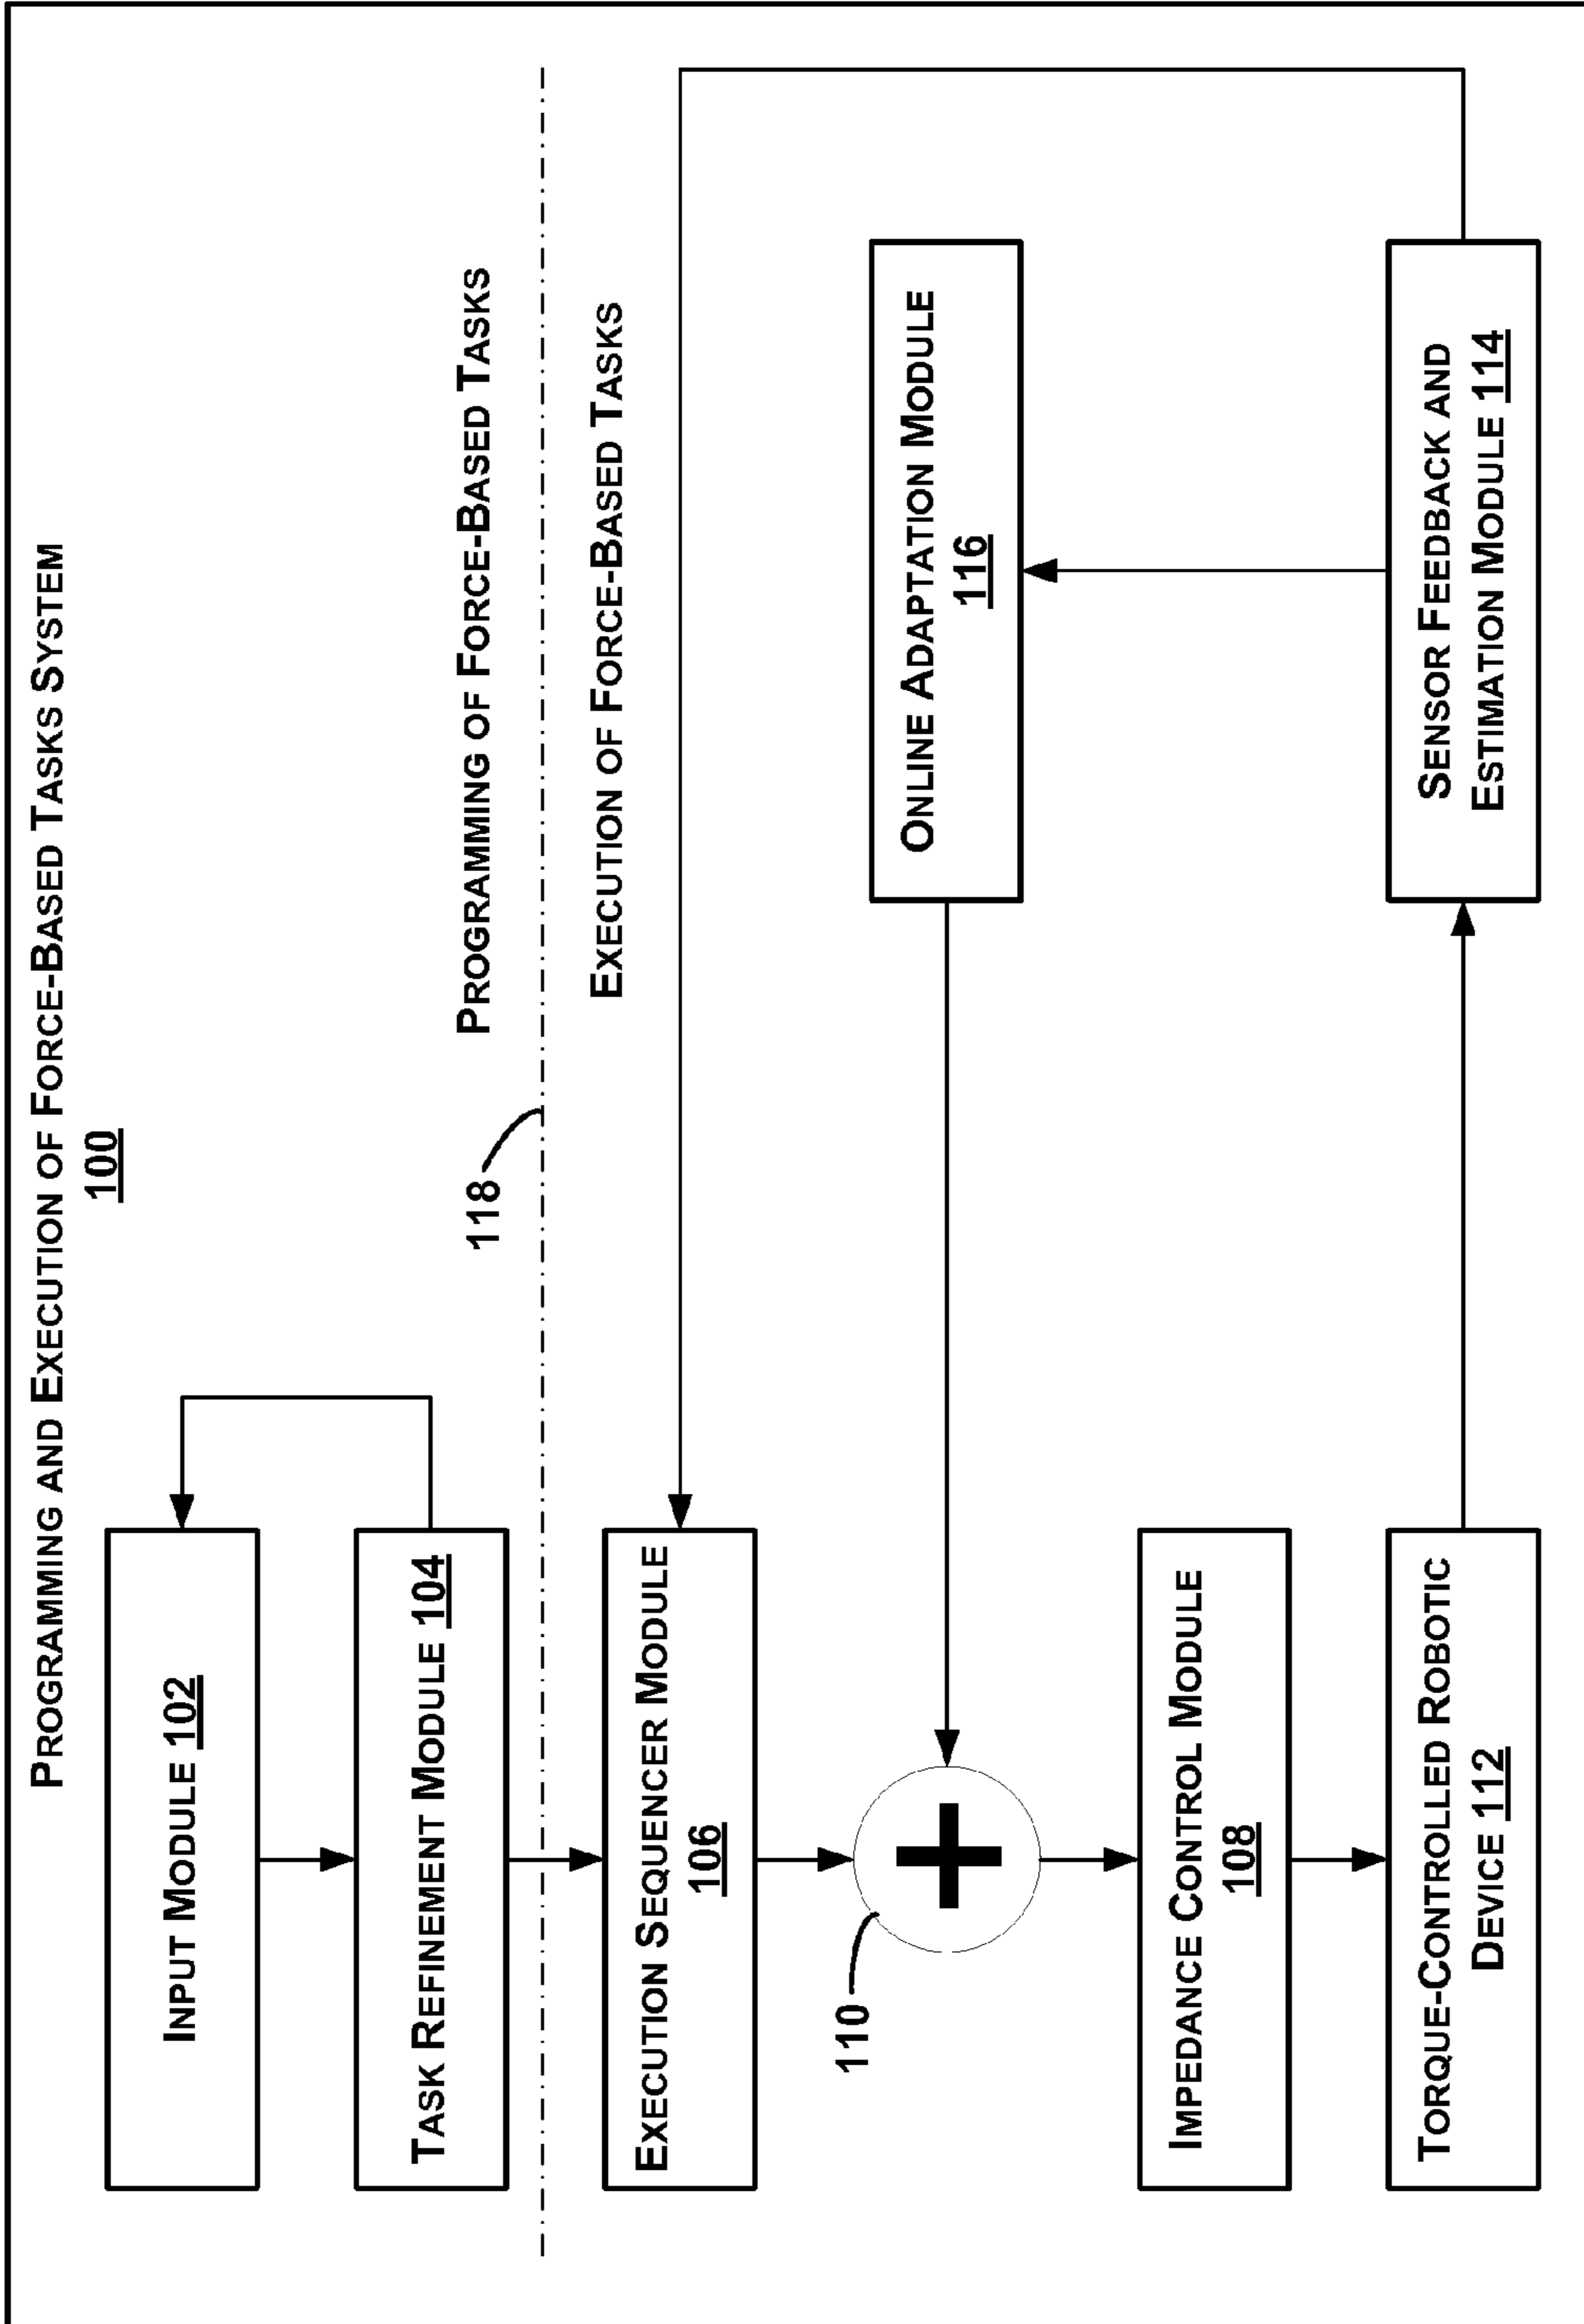 PROGRAMMING AND EXECUTION OF FORCE-BASED TASKS SYSTEM
100
INPUT MODULE 102
TASK REFINEMENT MODULE 104
118
PROGRAMMING OF FORCE-BASED TASKS
EXECUTION OF FORCE-BASED TASKS
EXECUTION SEQUENCER MODULE
106
110
+
ONLINE ADAPTATION MODULE
116
IMPEDANCE CONTROL MODULE
108
TORQUE-CONTROLLED ROBOTIC
DEVICE 112
SENSOR FEEDBACK AND
ESTIMATION MODULE 114